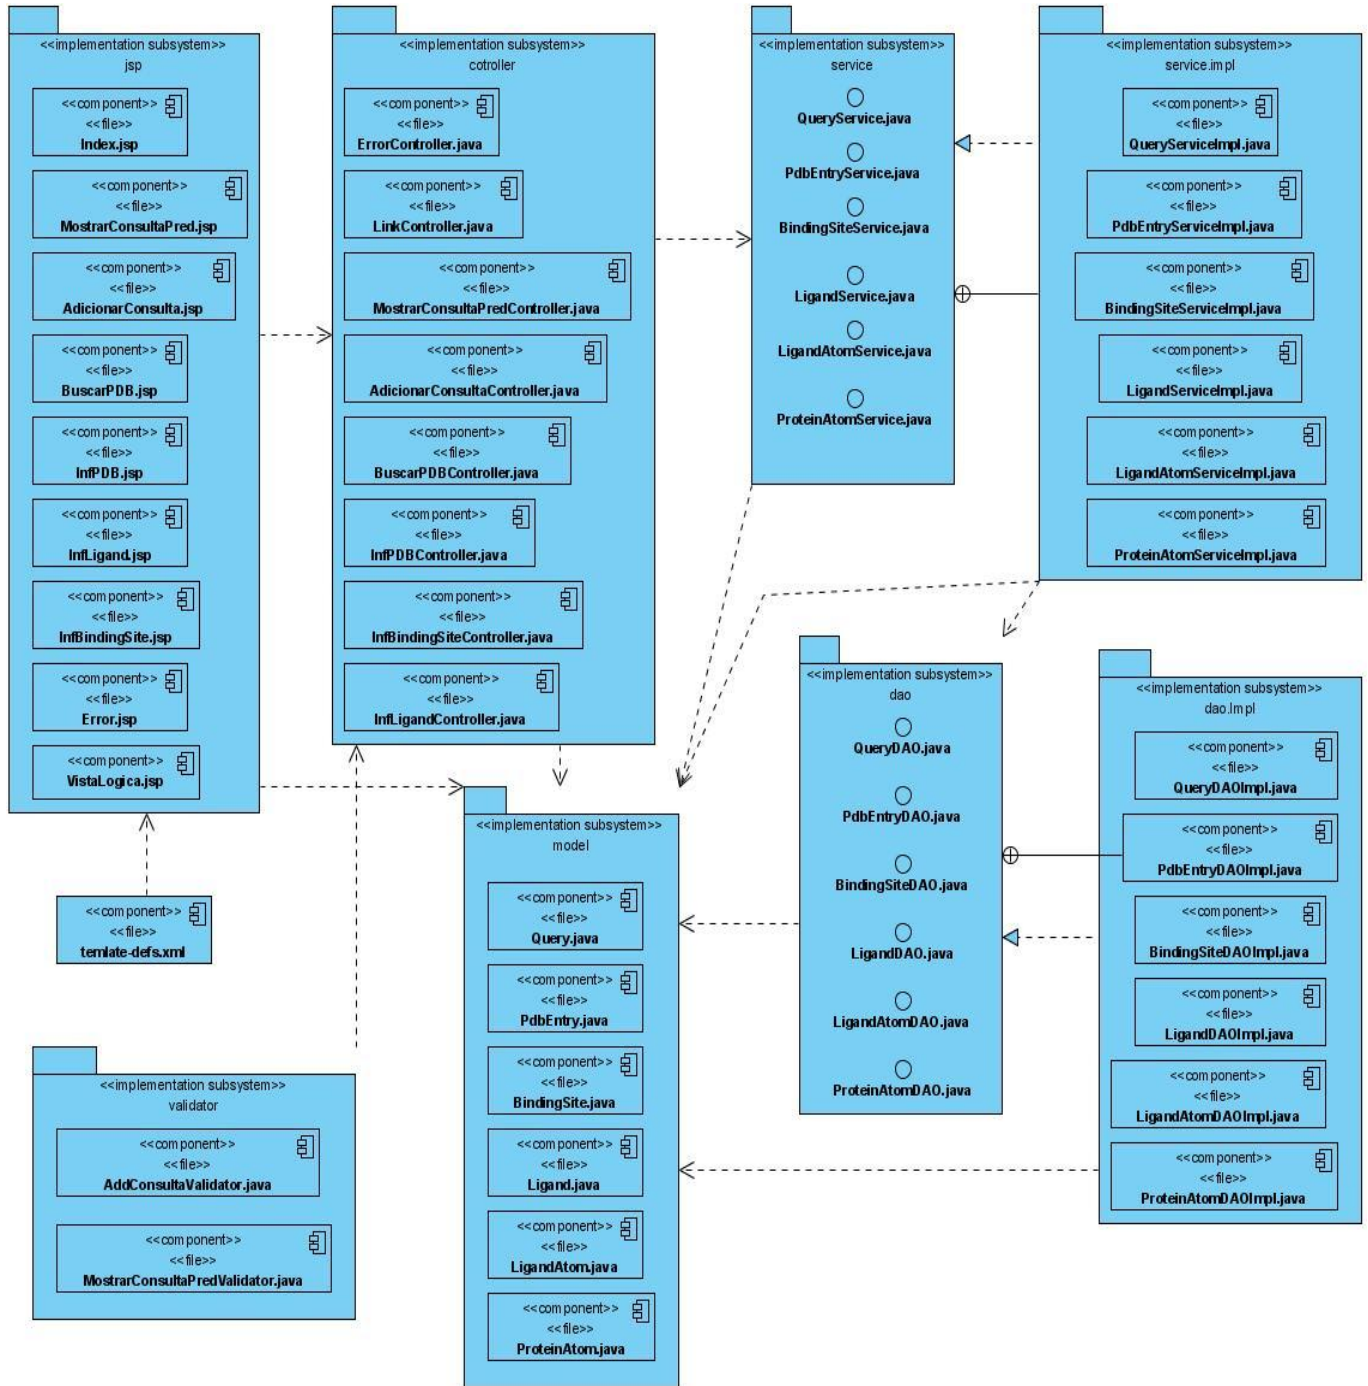 <<implementation subsystem>>
jsp
<<component>>
<<file>>
Index.jsp
<<component>>
<<file>>
MostrarConsultaPred.jsp
<<component>>
<<file>>
AdicionarConsulta.jsp
<<component>>
<<file>>
BuscarPDB.jsp
<<component>>
<<file>>
InfPDB.jsp
<<component>>
<<file>>
InfLigand.jsp
<<component>>
<<file>>
InfBindingSite.jsp
<<component>>
<<file>>
Error.jsp
<<component>>
VistaLogica.jsp
<<implementation subsystem>>
cotroller
<<component>>
<<file>>
ErrorController.java
<<component>>
<<file>>
LinkController.java
<<component>>
<<file>>
MostrarConsultaPredController.java
<<component>>
<<file>>
AdicionarConsultaController.java
<<component>>
<<file>>
BuscarPDBController.java
<<component>>
<<file>>
InfPDBController.java
<<component>>
<<file>>
InfBindingSiteController.java
<<component>>
<<file>>
InfLigandController.java
<<implementation subsystem>>
service
QueryService.java
PdbEntryService.java
BindingSiteService.java
LigandService.java
LigandAtomService.java
ProteinAtomService.java
<<implementation subsystem>>
service.impl
<<component>>
<<file>>
QueryServiceImpl.java
<<component>>
<<file>>
PdbEntryServiceImpl.java
<<component>>
<<file>>
BindingSiteServiceImpl.java
<<component>>
<<file>>
LigandServiceImpl.java
<<component>>
<<file>>
LigandAtomServiceImpl.java
<<component>>
<<file>>
ProteinAtomServiceImpl.java
<<component>>
<<file>>
temlate-defs.xml
<<implementation subsystem>>
validator
<<component>>
<<file>>
AddConsultaValidator.java
<<component>>
<<file>>
MostrarConsultaPredValidator.java
<<implementation subsystem>>
model
<<component>>
<<file>>
Query.java
<<component>>
<<file>>
PdbEntry.java
<<component>>
<<file>>
BindingSite.java
<<component>>
<<file>>
Ligand.java
<<component>>
<<file>>
LigandAtom.java
<<component>>
<<file>>
ProteinAtom.java
<<implementation subsystem>>
dao
QueryDAO.java
PdbEntryDAO.java
BindingSiteDAO.java
LigandDAO.java
LigandAtomDAO.java
ProteinAtomDAO.java
<<implementation subsystem>>
dao.Impl
<<component>>
<<file>>
QueryDAOImpl.java
<<component>>
<<file>>
PdbEntryDAOImpl.java
<<component>>
<<file>>
BindingSiteDAOImpl.java
<<component>>
<<file>>
LigandDAOImpl.java
<<component>>
<<file>>
LigandAtomDAOImpl.java
<<component>>
<<file>>
ProteinAtomDAOImpl.java